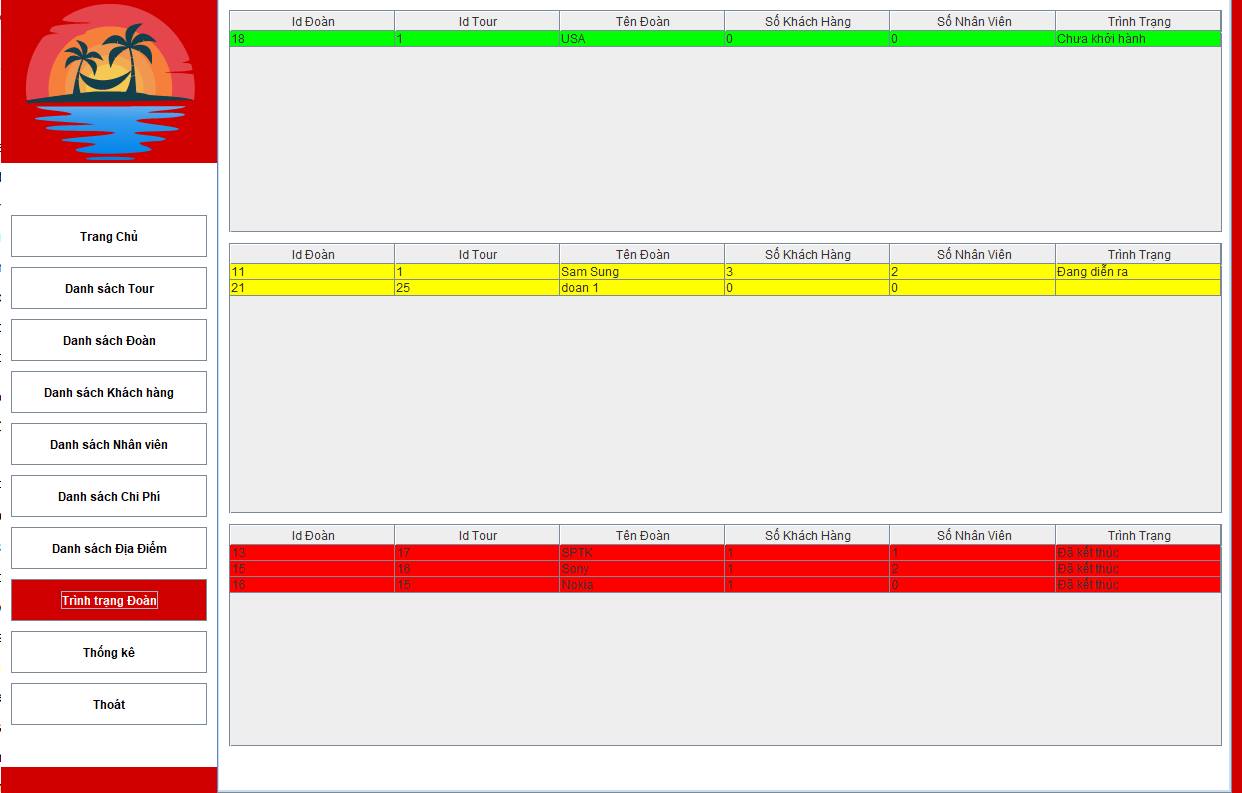 Trang Chủ
Danh sách Tour
Danh sách Đoàn
Danh sách Khách hàng
Danh sách Nhân viên
Danh sách Chi Phí
Danh sách Địa Điểm
Trình trạng Đoàn
Thống kê
Thoát
Id Đoàn Id Tour Tên Đoàn Số Khách Hàng Số Nhân Viên Trình Trạng
18 1 USA 0 0 Chưa khởi hành
Id Đoàn Id Tour Tên Đoàn Số Khách Hàng Số Nhân Viên Trình Trạng
11 1 Sam Sung 3 2 Đang diễn ra
21 25 doan 1 0 0
Id Đoàn Id Tour Tên Đoàn Số Khách Hàng Số Nhân Viên Trình Trạng
13 17 SPTK 1 1 Đã kết thúc
15 16 Sony 1 2 Đã kết thúc
16 15 Nokia 1 0 Đã kết thúc